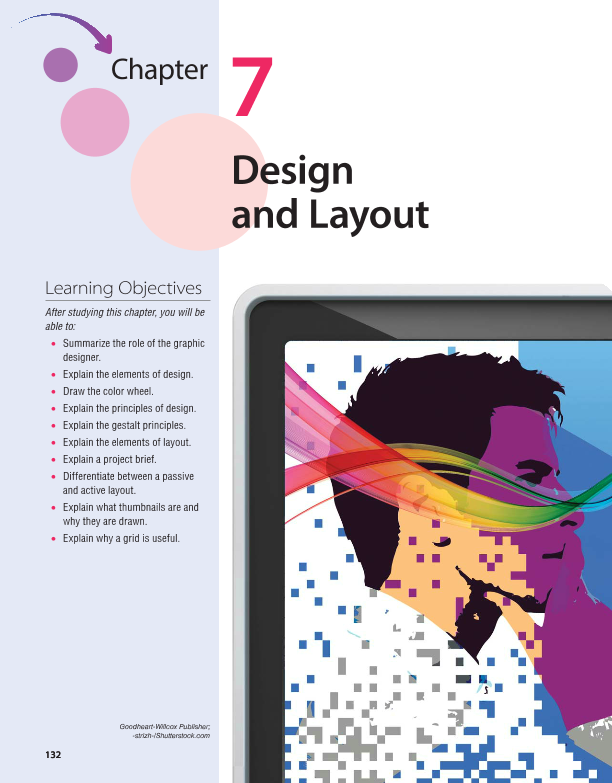 Chapter 7
Design
and Layout
Learning Objectives
After studying this chapter, you will be
able to:
• Summarize the role of the graphic
designer.
• Explain the elements of design.
• Draw the color wheel.
• Explain the principles of design.
• Explain the gestalt principles.
• Explain the elements of layout.
• Explain a project brief.
• Differentiate between a passive
and active layout.
• Explain what thumbnails are and
why they are drawn.
• Explain why a grid is useful.
Goodheart-Willcox Publisher;
-strizh-/Shutterstock.com
132